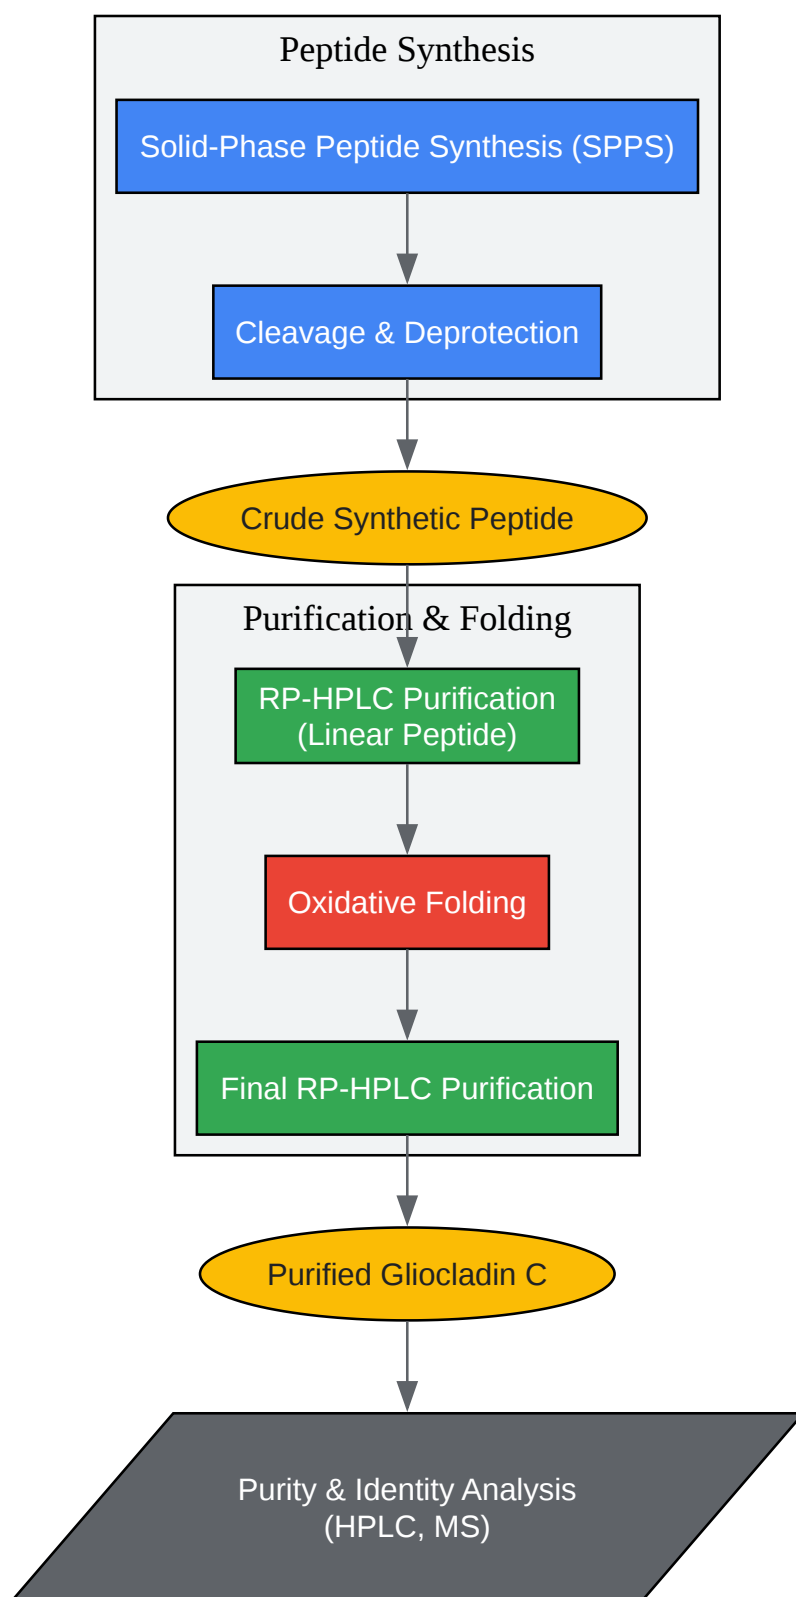 Peptide Synthesis
Solid-Phase Peptide Synthesis (SPPS)
Cleavage & Deprotection
Crude Synthetic Peptide
Purification & Folding
RP-HPLC Purification
(Linear Peptide)
Oxidative Folding
Final RP-HPLC Purification
Purified Gliocladin C
Purity & Identity Analysis
(HPLC, MS)